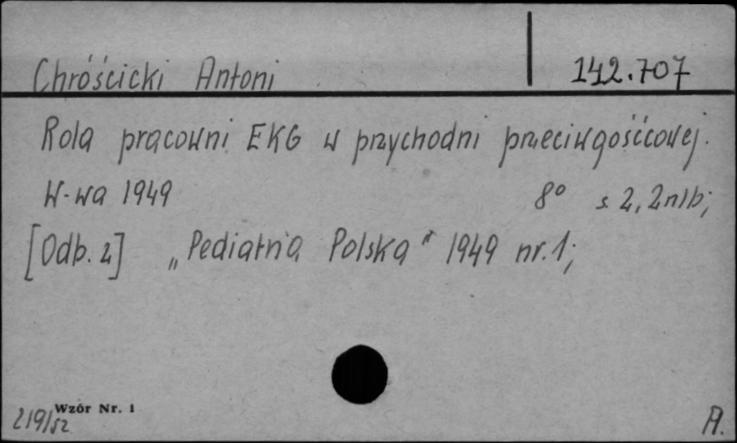 Chróścicki Antoni 142.707
Rola pracowni EKG w przychodni przeciwgośćcowej.
W-wa 1949 8° s 2, 2nlb;
[Odb. z] „Pediatria Polska" 1949 nr. 1;
Wzór Nr. 1
219/52 A.